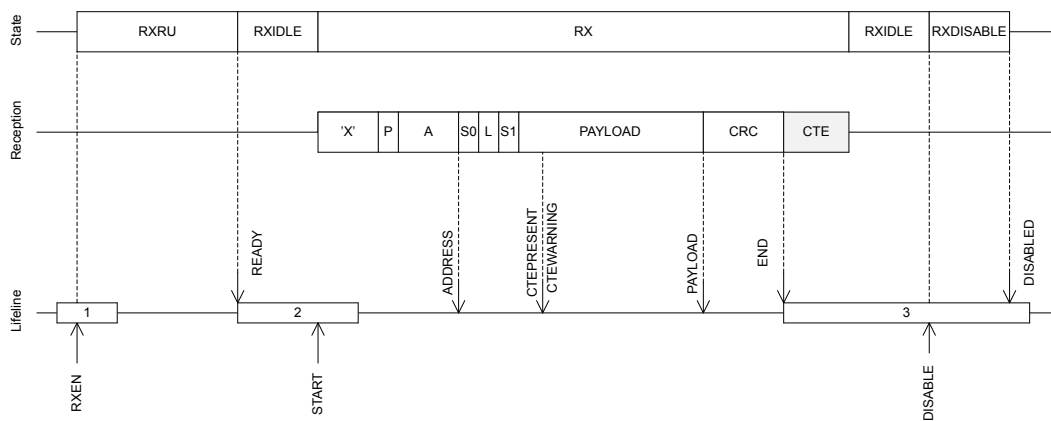 State
RXRU
RXIDLE
RX
RXIDLE
RXDISABLE
Reception
'X'
P
A
S0
L
S1
PAYLOAD
CRC
CTE
READY
ADDRESS
CTEPRESENT
CTEWARNING
PAYLOAD
END
DISABLED
Lifeline
1
2
3
RXEN
START
DISABLE